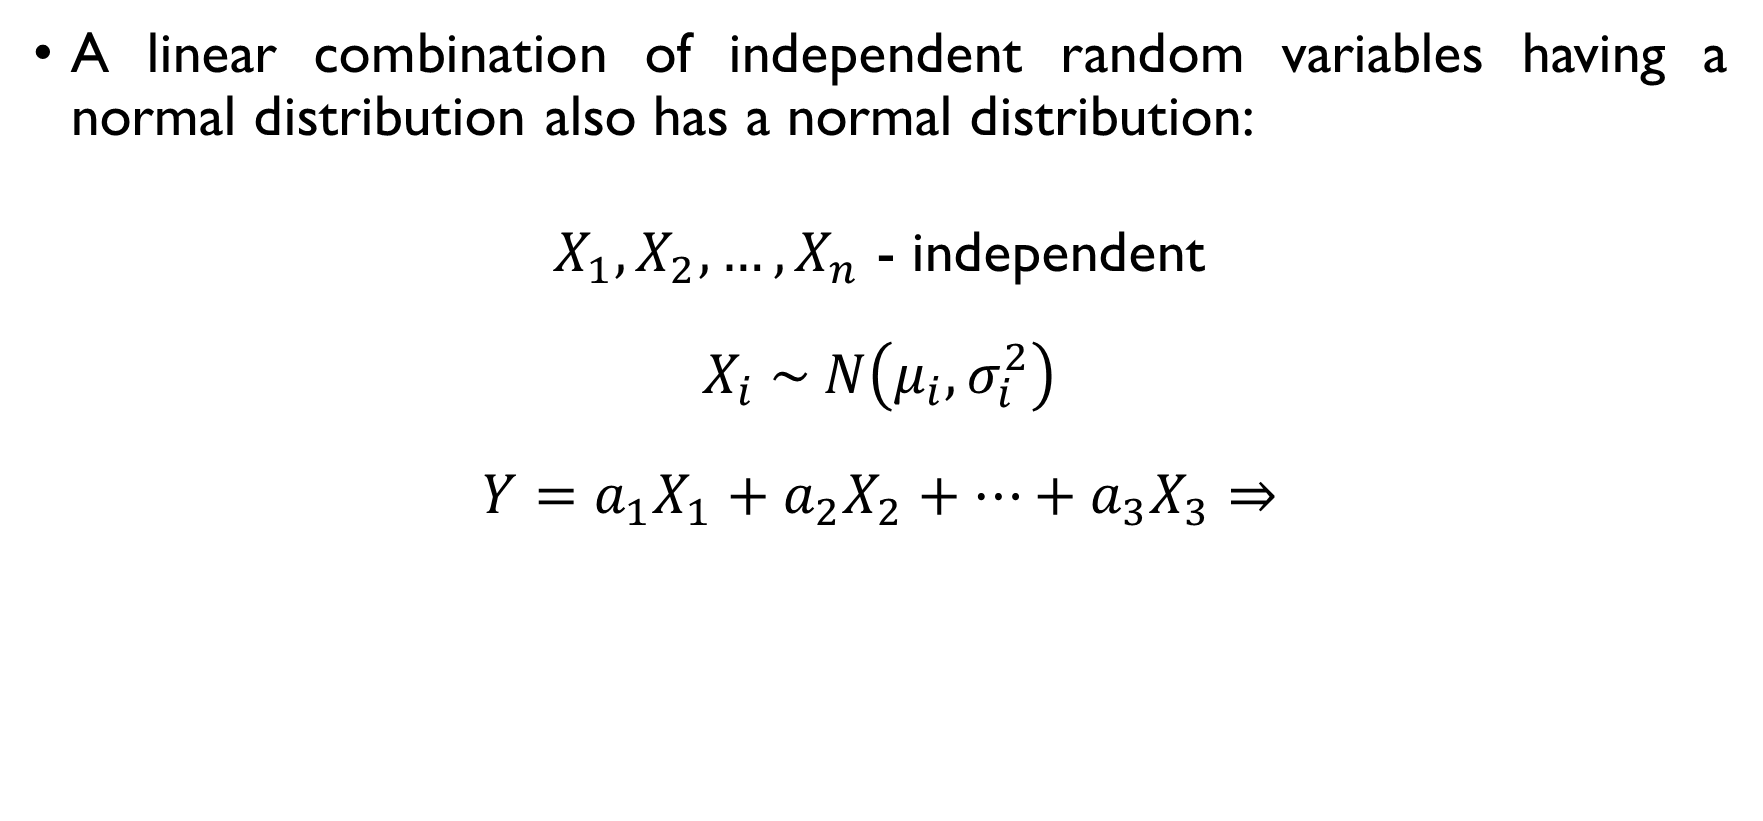 • A linear combination of independent random variables having a
normal distribution also has a normal distribution:
X₁, X₂, … , Xₙ - independent
Xᵢ ~ N(μᵢ, σᵢ²)
Y = a₁X₁ + a₂X₂ + ⋯ + a₃X₃ ⇒